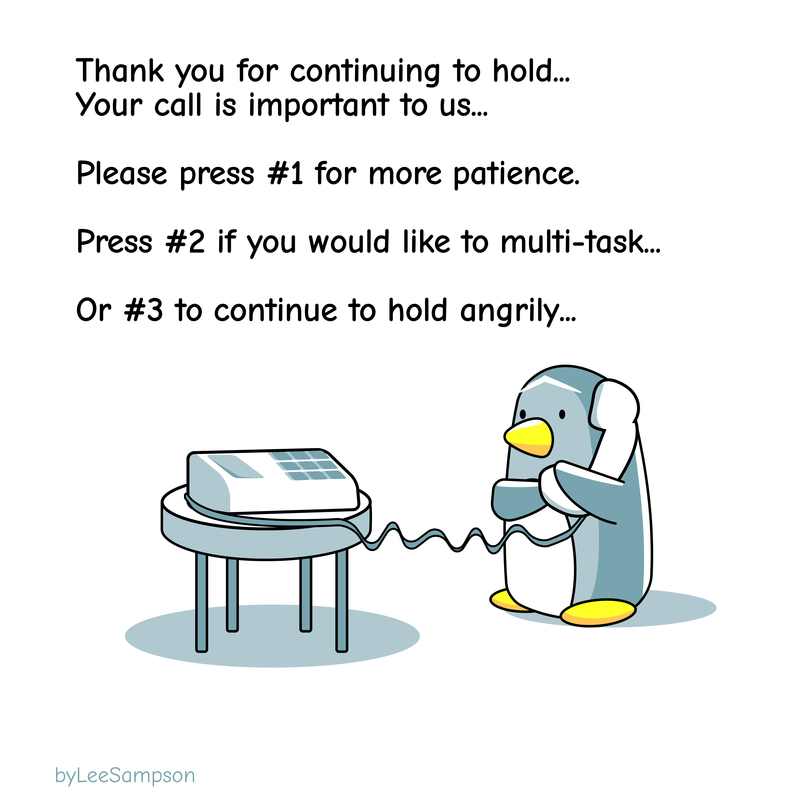 Thank you for continuing to hold...
Your call is important to us...
Please press #1 for more patience.
Press #2 if you would like to multi-task...
Or #3 to continue to hold angrily...
byLeeSampson